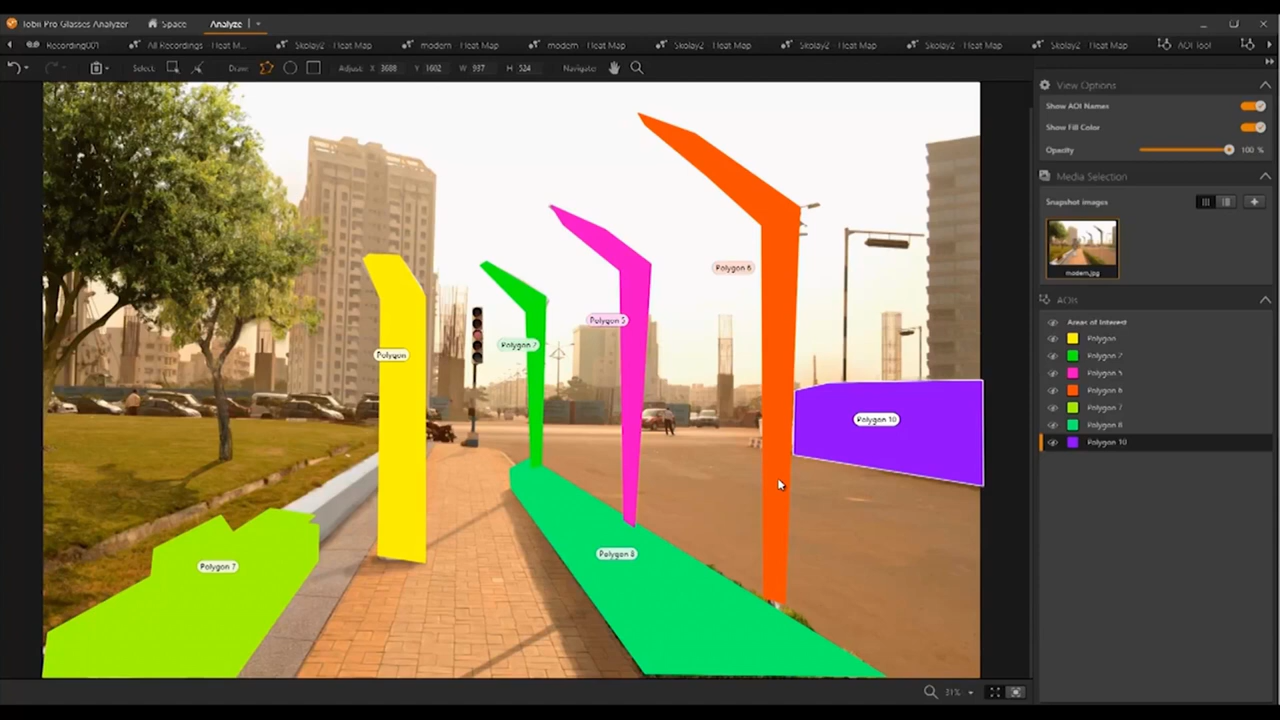 Tobii Pro Glasses Analyzer Space Analyze
Recording001 All Recordings Heat M... Skolay2 Heat Map modern Heat Map modern Heat Map Skolay2 Heat Map Skolay2 Heat Map Skolay2 Heat Map Skolay2 Heat Map AOI Tool
Select: Draw: Adjust: X 3688 Y 1602 W 937 H 524 Navigate:
View Options
Show AOI Names
Show Fill Color
Opacity 100 %
Media Selection
Snapshot images
modern.jpg
AOIs
Areas of Interest
Polygon
Polygon 2
Polygon 5
Polygon 6
Polygon 7
Polygon 8
Polygon 10
Polygon 6
Polygon 5
Polygon 2
Polygon
Polygon 10
Polygon 8
Polygon 7
31%